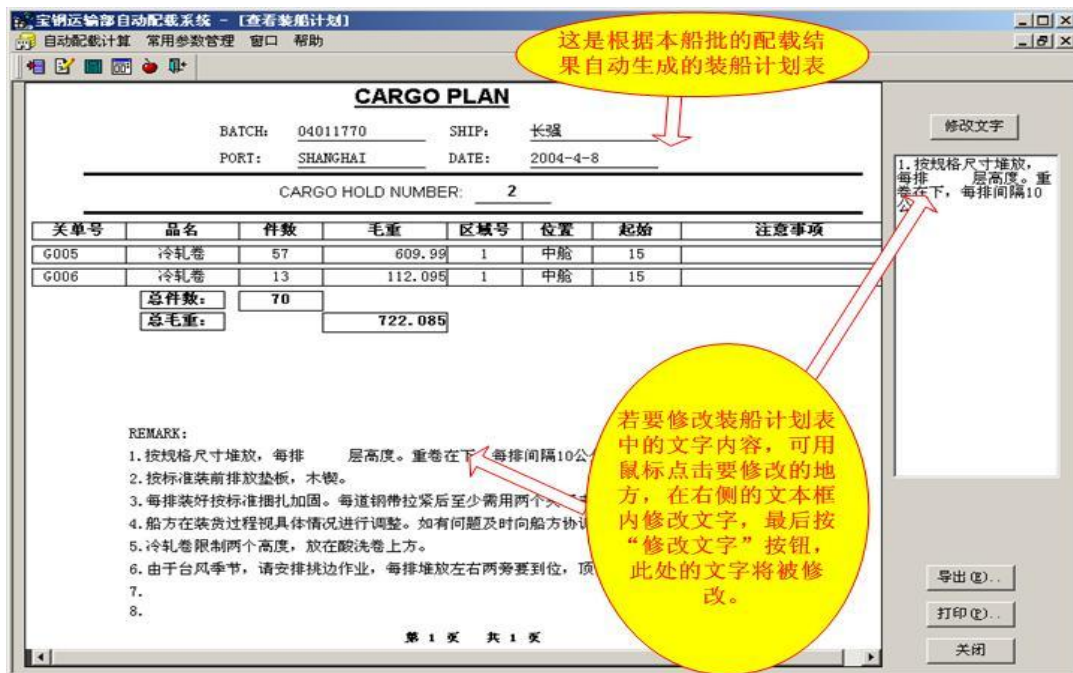 宝钢运输部自动配载系统 - [查看装船计划]
自动配载计算 常用参数管理 窗口 帮助
这是根据本船批的配载结
果自动生成的装船计划表
CARGO PLAN
BATCH: 04011770 SHIP: 长强
PORT: SHANGHAI DATE: 2004-4-8
CARGO HOLD NUMBER: 2
关单号 品名 件数 毛重 区域号 位置 起始 注意事项
G005 冷轧卷 57 609.99 1 中舱 15
G006 冷轧卷 13 112.095 1 中舱 15
总件数: 70
总毛重: 722.085
REMARK:
1.按规格尺寸堆放，每排 层高度。重卷在下，每排间隔10公
2.按标准装前排放垫板，木楔。
3.每排装好按标准捆扎加固。每道钢带拉紧后至少需用两个
4.船方在装货过程视具体情况进行调整。如有问题及时向船方协
5.冷轧卷限制两个高度，放在酸洗卷上方。
6.由于台风季节，请安排挑边作业，每排堆放左右两旁要到位，顶
7.
8.
第 1 页 共 1 页
若要修改装船计划表
中的文字内容，可用
鼠标点击要修改的地
方，在右侧的文本框
内修改文字，最后按
“修改文字”按钮，
此处的文字将被修
改。
修改文字
1.按规格尺寸堆放，
每排 层高度。重
卷在下，每排间隔10
公
导出(E)..
打印(P)..
关闭